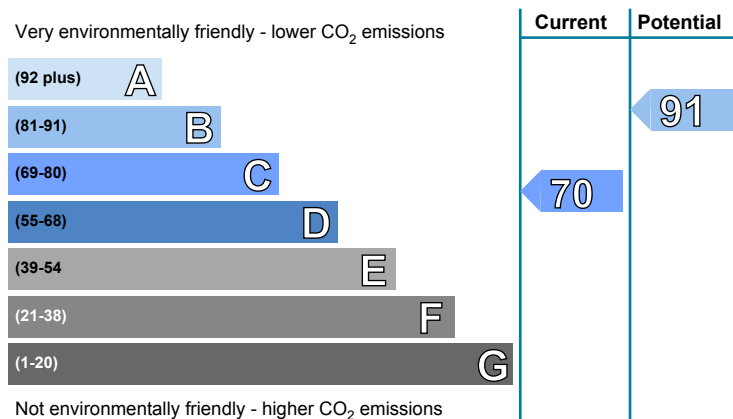 Very environmentally friendly - lower CO₂ emissions
Current
Potential
(92 plus) A
(81-91) B
(69-80) C
(55-68) D
(39-54 E
(21-38) F
(1-20) G
91
70
Not environmentally friendly - higher CO₂ emissions